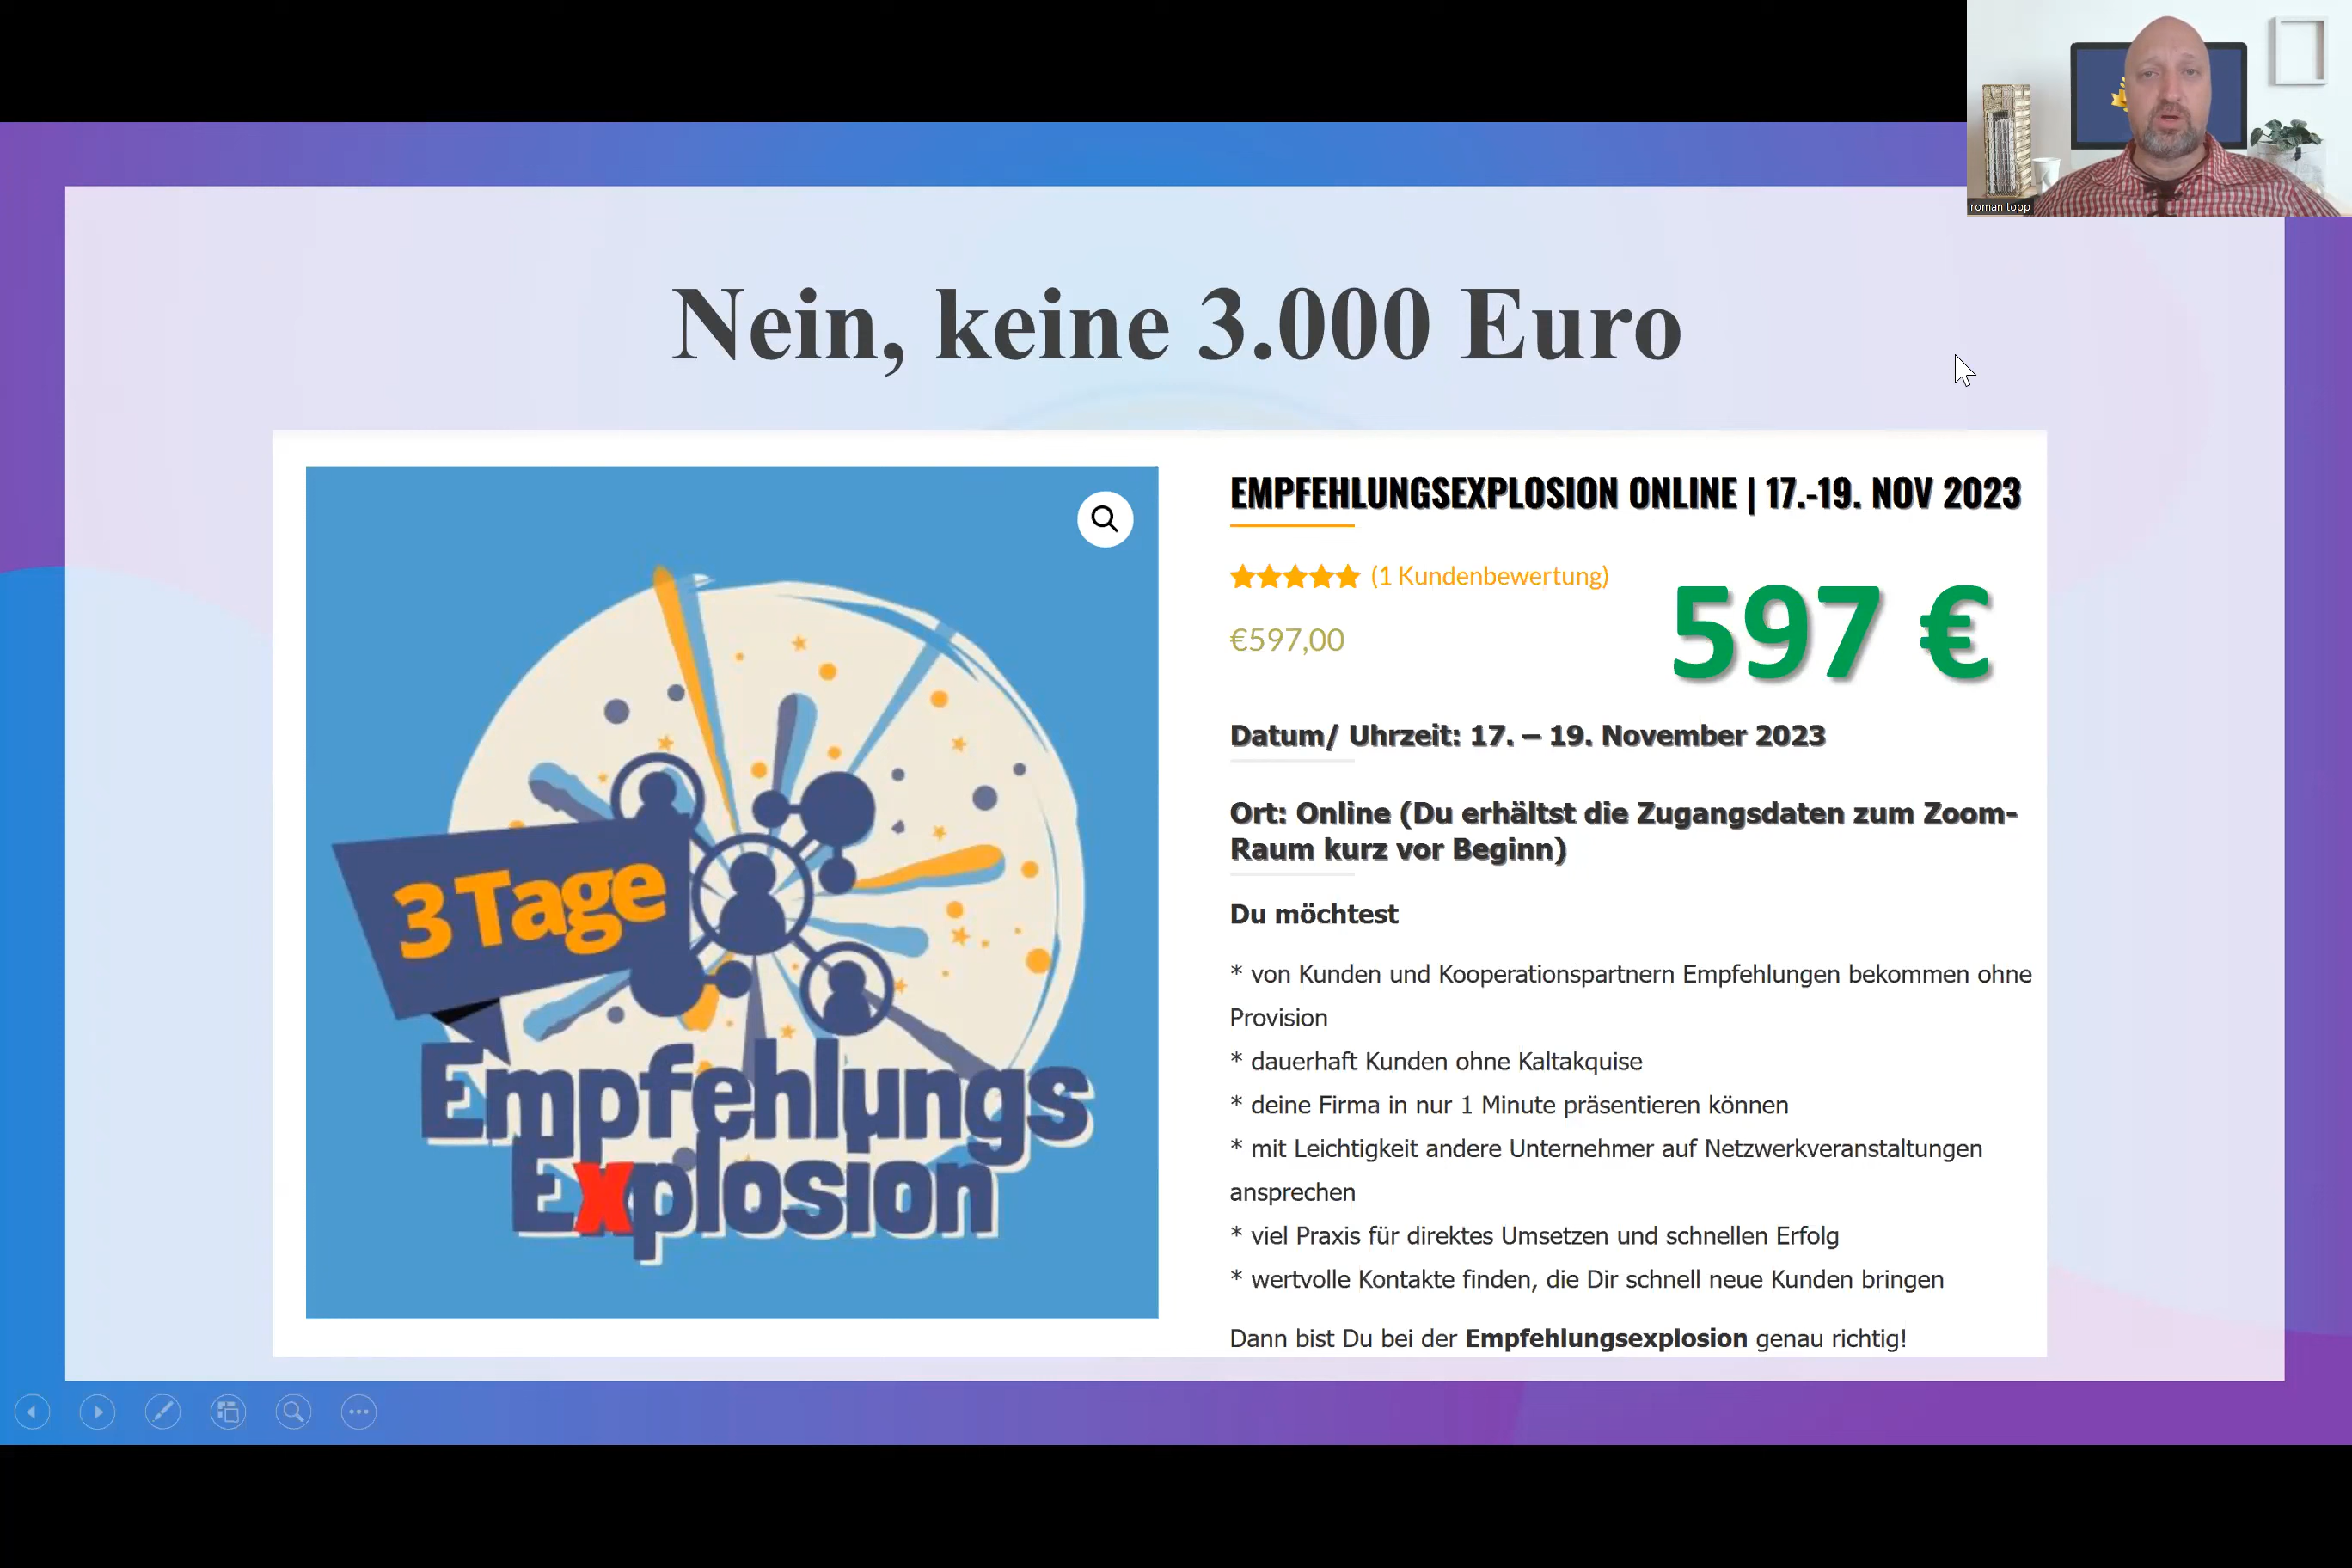 roman topp
Nein, keine 3.000 Euro
3 Tage
Empfehlungs
Explosion
EMPFEHLUNGSEXPLOSION ONLINE | 17.-19. NOV 2023
(1 Kundenbewertung)
€597,00
597 €
Datum/ Uhrzeit: 17. – 19. November 2023
Ort: Online (Du erhältst die Zugangsdaten zum Zoom-
Raum kurz vor Beginn)
Du möchtest
* von Kunden und Kooperationspartnern Empfehlungen bekommen ohne
Provision
* dauerhaft Kunden ohne Kaltakquise
* deine Firma in nur 1 Minute präsentieren können
* mit Leichtigkeit andere Unternehmer auf Netzwerkveranstaltungen
ansprechen
* viel Praxis für direktes Umsetzen und schnellen Erfolg
* wertvolle Kontakte finden, die Dir schnell neue Kunden bringen
Dann bist Du bei der Empfehlungsexplosion genau richtig!